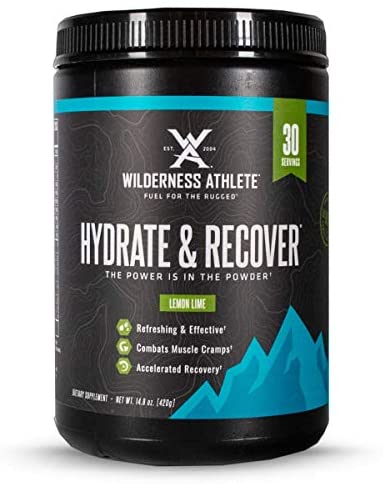 EST. 2004
WILDERNESS ATHLETE
FUEL FOR THE RUGGED®
30
SERVINGS
HYDRATE & RECOVER®
THE POWER IS IN THE POWDER†
LEMON LIME
Refreshing & Effective†
Combats Muscle Cramps†
Accelerated Recovery†
DIETARY SUPPLEMENT • NET WT. 14.8 oz. [420g]